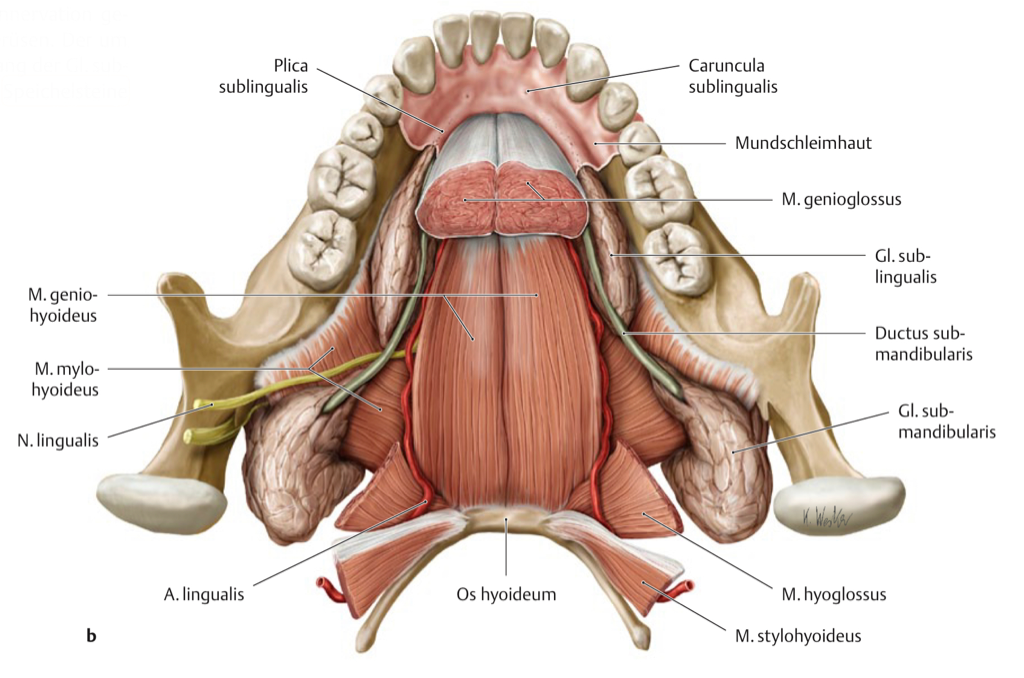 Plica
sublingualis
Caruncula
sublingualis
Mundschleimhaut
M. genioglossus
Gl. sub-
lingualis
M. genio-
hyoideus
Ductus sub-
mandibularis
M. mylo-
hyoideus
Gl. sub-
mandibularis
N. lingualis
K. Wesker
A. lingualis
Os hyoideum
M. hyoglossus
M. stylohyoideus
b